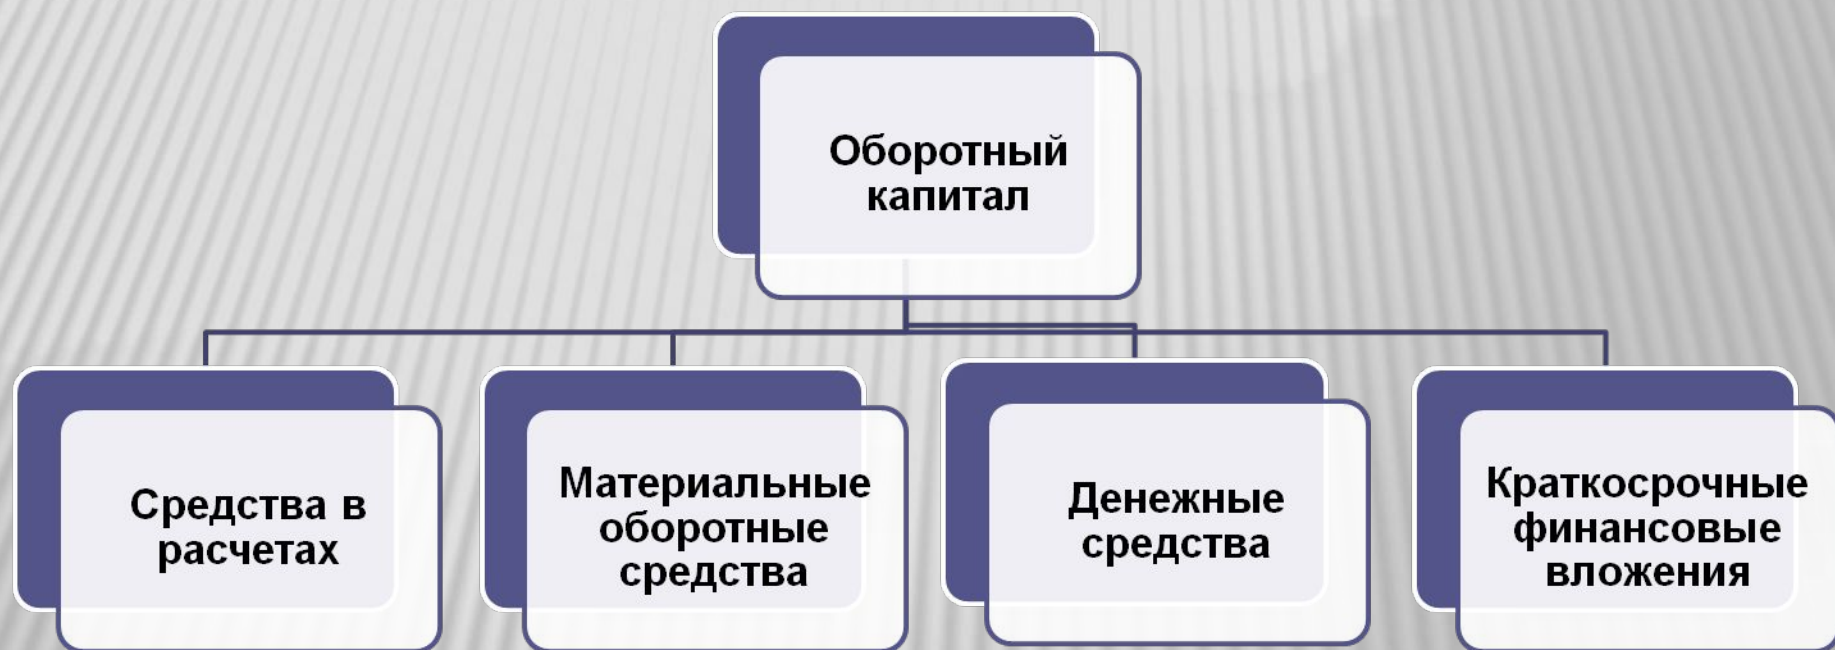 Оборотный
капитал
Средства в
расчетах
Материальные
оборотные
средства
Денежные
средства
Краткосрочные
финансовые
вложения